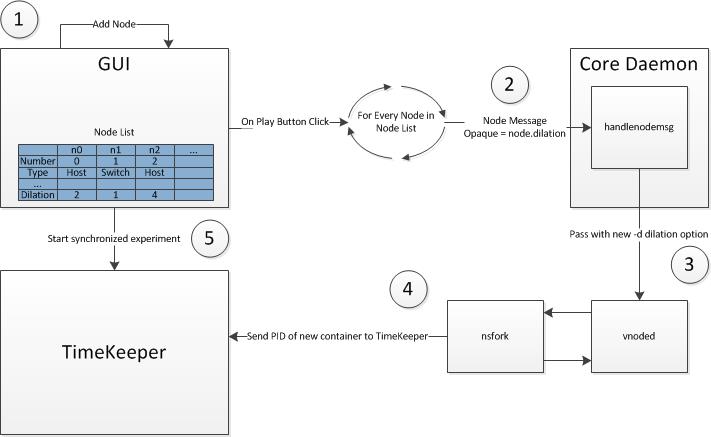 1
Add Node
GUI
Node List
n0 n1 n2 ...
Number 0 1 2
Type Host Switch Host
...
Dilation 2 1 4
On Play Button Click
For Every Node in
Node List
2
Node Message
Opaque = node.dilation
Core Daemon
handlenodemsg
Pass with new -d dilation option
3
vnoded
nsfork
4
Send PID of new container to TimeKeeper
Start synchronized experiment
5
TimeKeeper